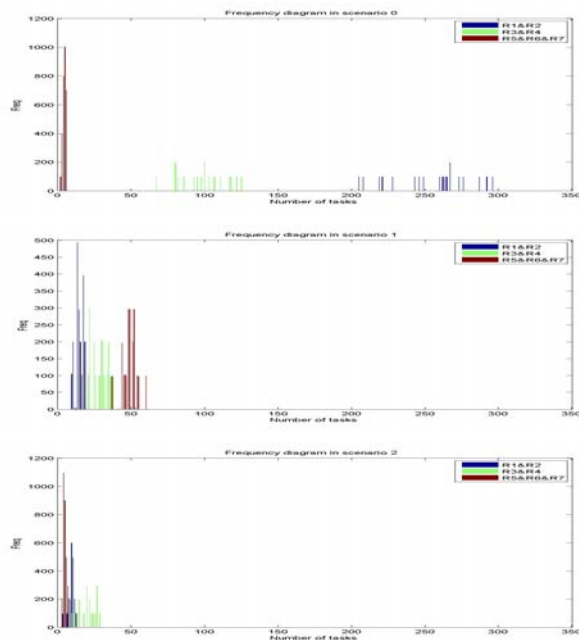 Frequency diagram in scenario 0
1200
1000
800
600
400
200
0
Freq
R1&R2
R3&R4
R5&R6&R7
0 50 100 150 200 250 300 350
Number of tasks
Frequency diagram in scenario 1
500
450
400
350
300
250
200
150
100
50
0
Freq
R1&R2
R3&R4
R5&R6&R7
0 50 100 150 200 250 300 350
Number of tasks
Frequency diagram in scenario 2
1200
1000
800
600
400
200
0
Freq
R1&R2
R3&R4
R5&R6&R7
0 50 100 150 200 250 300 350
Number of tasks